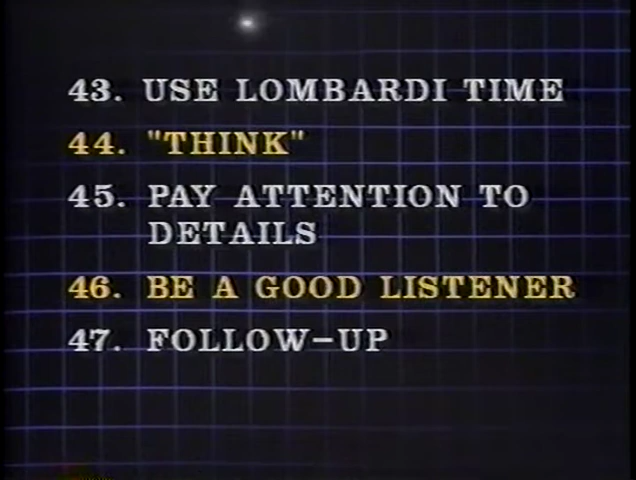 43. USE LOMBARDI TIME
44. "THINK"
45. PAY ATTENTION TO
DETAILS
46. BE A GOOD LISTENER
47. FOLLOW-UP